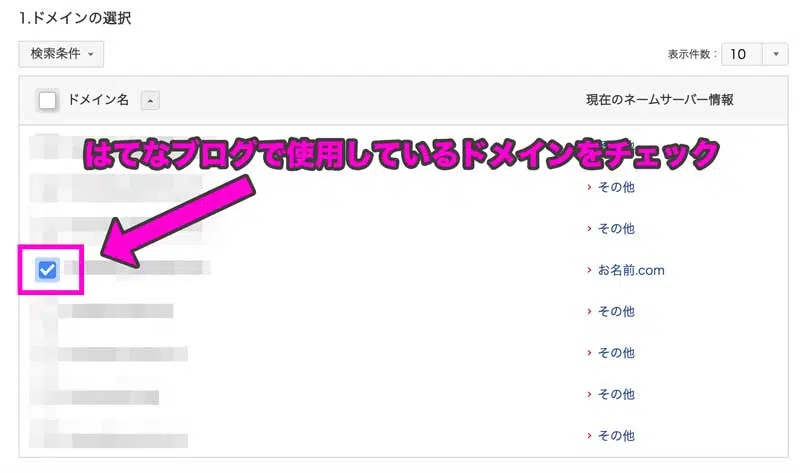 1.ドメインの選択
検索条件
表示件数：10
ドメイン名
現在のネームサーバー情報
はてなブログで使用しているドメインをチェック
その他
その他
お名前.com
その他
その他
その他
その他